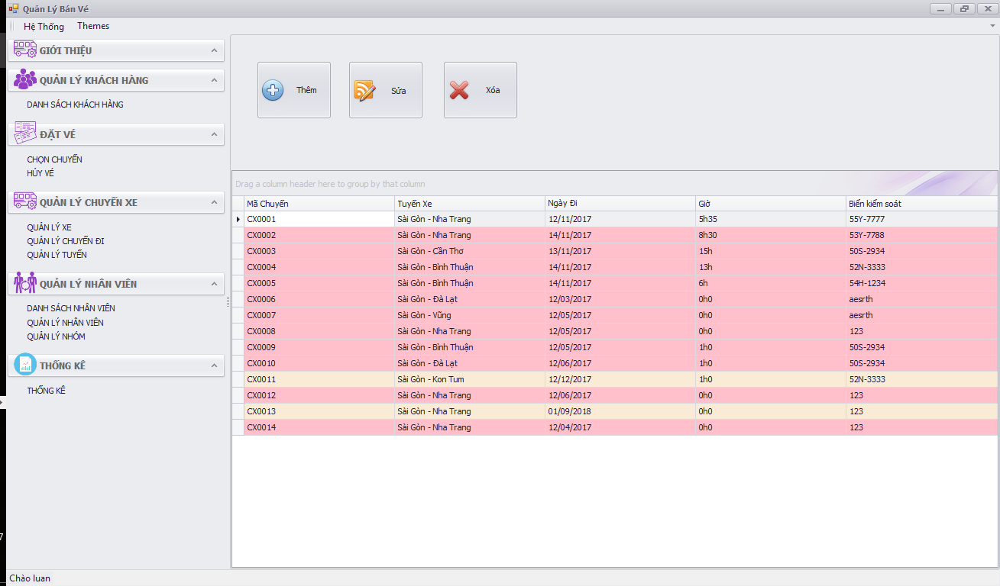 Quản Lý Bán Vé
Hệ Thống Themes
GIỚI THIỆU
QUẢN LÝ KHÁCH HÀNG
DANH SÁCH KHÁCH HÀNG
ĐẶT VÉ
CHỌN CHUYẾN
HỦY VÉ
QUẢN LÝ CHUYẾN XE
QUẢN LÝ XE
QUẢN LÝ CHUYẾN ĐI
QUẢN LÝ TUYẾN
QUẢN LÝ NHÂN VIÊN
DANH SÁCH NHÂN VIÊN
QUẢN LÝ NHÂN VIÊN
QUẢN LÝ NHÓM
THỐNG KÊ
THỐNG KÊ
Thêm Sửa Xóa
Drag a column header here to group by that column
Mã Chuyến Tuyến Xe Ngày Đi Giờ Biển kiểm soát
CX0001 Sài Gòn - Nha Trang 12/11/2017 5h35 55Y-7777
CX0002 Sài Gòn - Nha Trang 14/11/2017 8h30 53Y-7788
CX0003 Sài Gòn - Cần Thơ 13/11/2017 15h 50S-2934
CX0004 Sài Gòn - Bình Thuận 14/11/2017 13h 52N-3333
CX0005 Sài Gòn - Bình Thuận 14/11/2017 6h 54H-1234
CX0006 Sài Gòn - Đà Lạt 12/03/2017 0h0 aesrth
CX0007 Sài Gòn - Vũng 12/05/2017 0h0 aesrth
CX0008 Sài Gòn - Nha Trang 12/05/2017 0h0 123
CX0009 Sài Gòn - Bình Thuận 12/05/2017 1h0 50S-2934
CX0010 Sài Gòn - Đà Lạt 12/06/2017 1h0 50S-2934
CX0011 Sài Gòn - Kon Tum 12/12/2017 1h0 52N-3333
CX0012 Sài Gòn - Nha Trang 12/06/2017 0h0 123
CX0013 Sài Gòn - Nha Trang 01/09/2018 0h0 123
CX0014 Sài Gòn - Nha Trang 12/04/2017 0h0 123
7
Chào luan